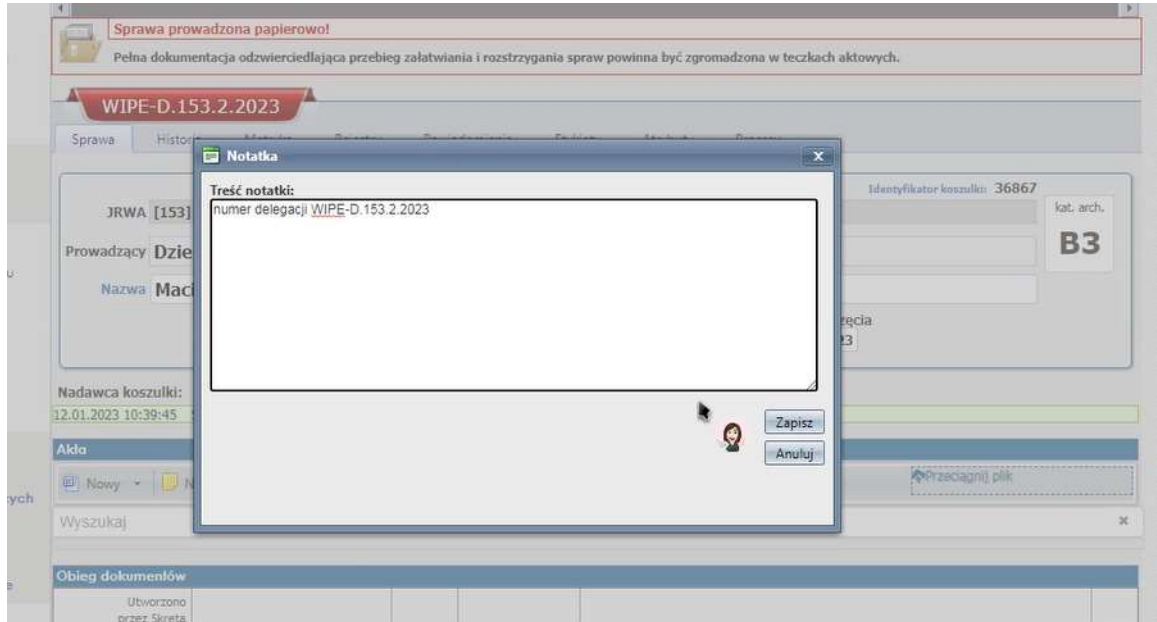 Sprawa prowadzona papierowo!
Pełna dokumentacja odzwierciedlająca przebieg załatwiania i rozstrzygania spraw powinna być zgromadzona w teczkach aktowych.
WIPE-D.153.2.2023
Sprawa
Notatka
x
Treść notatki:
numer delegacji WIPE-D.153.2.2023
Identyfikator koszulki: 36867
JRWA [153]
kat. arch.
B3
Prowadzący Dzie
Nazwa Maci
zęcia
Nadawca koszulki:
12.01.2023 10:39:45
Zapisz
Anuluj
Akta
Nowy
Przeciągnij plik
ych
Wyszukaj
Obieg dokumentów
Utworzono
przez Skreta